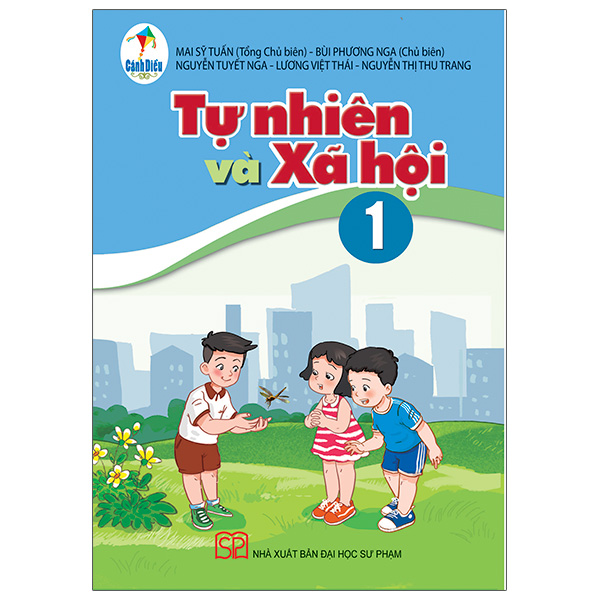 Cánh Diều
MAI SỸ TUẤN (Tổng Chủ biên) - BÙI PHƯƠNG NGA (Chủ biên)
NGUYỄN TUYẾT NGA - LƯƠNG VIỆT THÁI - NGUYỄN THỊ THU TRANG
Tự nhiên
và Xã hội
1
SP
NHÀ XUẤT BẢN ĐẠI HỌC SƯ PHẠM